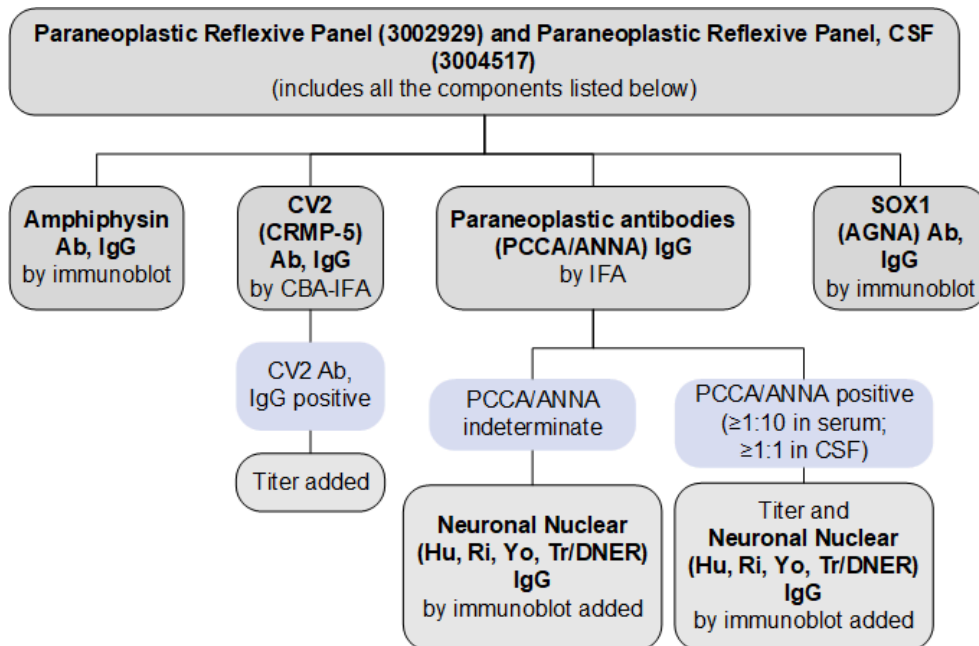 Paraneoplastic Reflexive Panel (3002929) and Paraneoplastic Reflexive Panel, CSF
(3004517)
(includes all the components listed below)
Amphiphysin
Ab, IgG
by immunoblot
CV2
(CRMP-5)
Ab, IgG
by CBA-IFA
Paraneoplastic antibodies
(PCCA/ANNA) IgG
by IFA
SOX1
(AGNA) Ab,
IgG
by immunoblot
CV2 Ab,
IgG positive
PCCA/ANNA
indeterminate
PCCA/ANNA positive
(≥1:10 in serum;
≥1:1 in CSF)
Titer added
Neuronal Nuclear
(Hu, Ri, Yo, Tr/DNER)
IgG
by immunoblot added
Titer and
Neuronal Nuclear
(Hu, Ri, Yo, Tr/DNER)
IgG
by immunoblot added